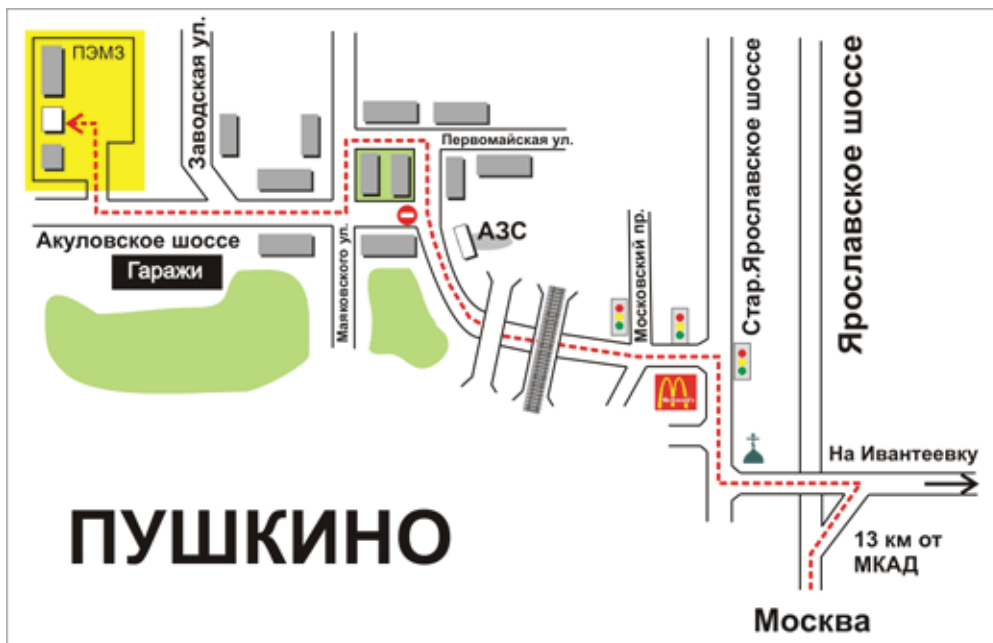 ПЭМЗ
Заводская ул.
Первомайская ул.
Стар.Ярославское шоссе
Ярославское шоссе
Акуловское шоссе
Гаражи
Маяковского ул.
АЗС
Московский пр.
McDonald's
На Ивантеевку
ПУШКИНО
13 км от
МКАД
Москва